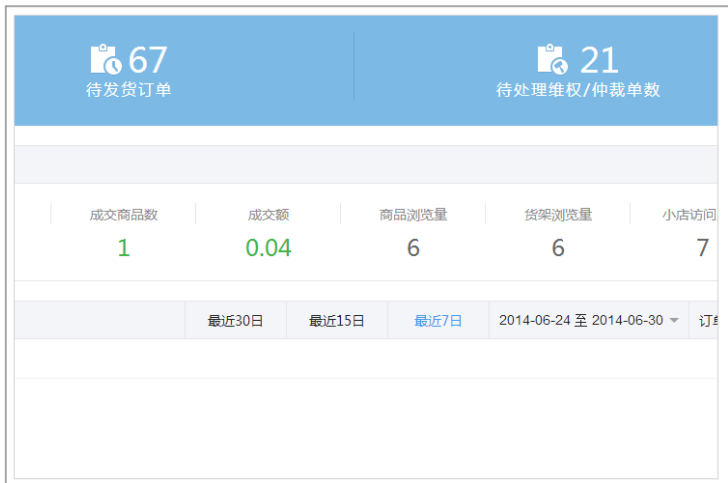 67 21
待发货订单 待处理维权/仲裁单数
成交商品数 成交额 商品浏览量 货架浏览量 小店访问
1 0.04 6 6 7
最近30日 最近15日 最近7日 2014-06-24 至 2014-06-30 订单